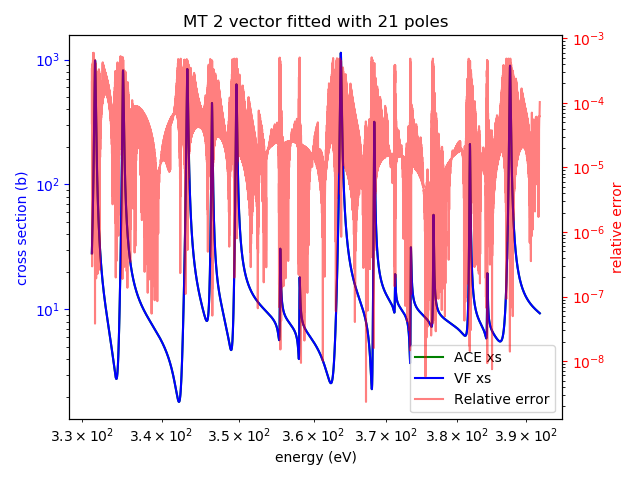 MT 2 vector fitted with 21 poles
10³
10²
10¹
cross section (b)
10⁻³
10⁻⁴
10⁻⁵
10⁻⁶
10⁻⁷
10⁻⁸
relative error
ACE xs
VF xs
Relative error
3.3 × 10² 3.4 × 10² 3.5 × 10² 3.6 × 10² 3.7 × 10² 3.8 × 10² 3.9 × 10²
energy (eV)